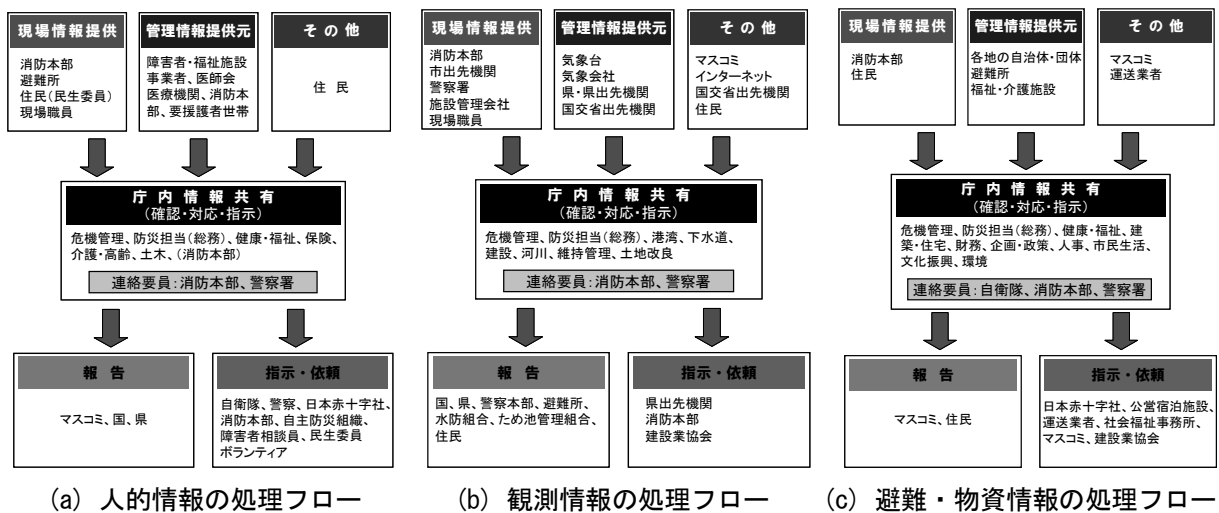 現場情報提供
消防本部
避難所
住民(民生委員)
現場職員
管理情報提供元
障害者・福祉施設
事業者、医師会
医療機関、消防本
部、要援護者世帯
その他
住 民
庁 内 情 報 共 有
(確認・対応・指示)
危機管理、防災担当(総務)、健康・福祉、保険、
介護・高齢、土木、(消防本部)
連絡要員:消防本部、警察署
報 告
マスコミ、国、県
指示・依頼
自衛隊、警察、日本赤十字社、
消防本部、自主防災組織、
障害者相談員、民生委員
ボランティア
(a) 人的情報の処理フロー
現場情報提供
消防本部
市出先機関
警察署
施設管理会社
現場職員
管理情報提供元
気象台
気象会社
県・県出先機関
国交省出先機関
その他
マスコミ
インターネット
国交省出先機関
住民
庁 内 情 報 共 有
(確認・対応・指示)
危機管理、防災担当(総務)、港湾、下水道、
建設、河川、維持管理、土地改良
連絡要員:消防本部、警察署
報 告
国、県、警察本部、避難所、
水防組合、ため池管理組合、
住民
指示・依頼
県出先機関
消防本部
建設業協会
(b) 観測情報の処理フロー
現場情報提供
消防本部
住民
管理情報提供元
各地の自治体・団体
避難所
福祉・介護施設
その他
マスコミ
運送業者
庁 内 情 報 共 有
(確認・対応・指示)
危機管理、防災担当(総務)、健康・福祉、建
築・住宅、財務、企画・政策、人事、市民生活、
文化振興、環境
連絡要員:自衛隊、消防本部、警察署
報 告
マスコミ、住民
指示・依頼
日本赤十字社、公営宿泊施設、
運送業者、社会福祉事務所、
マスコミ、建設業協会
(c) 避難・物資情報の処理フロー